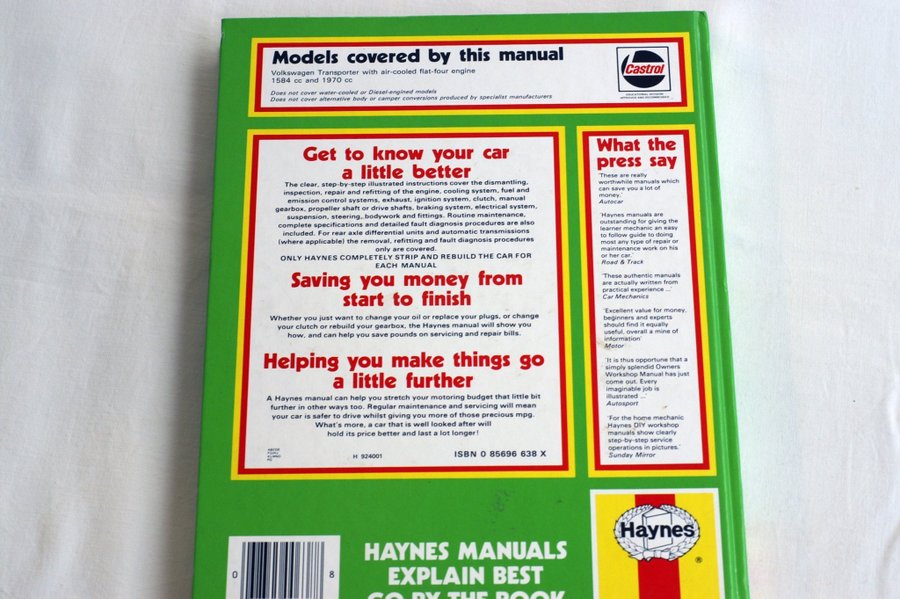 Models covered by this manual
Volkswagen Transporter with air-cooled flat-four engine
1584 cc and 1970 cc
Does not cover water-cooled or Diesel-engined models
Does not cover alternative body or camper conversions produced by specialist manufacturers
Castrol
Get to know your car
a little better
The clear, step-by-step illustrated instructions cover the dismantling,
inspection, repair and refitting of the engine, cooling system, fuel and
emission control systems, exhaust, ignition system, clutch, manual
gearbox, propeller shaft or drive shafts, braking system, electrical system,
suspension, steering, bodywork and fittings. Routine maintenance,
complete specifications and detailed fault diagnosis procedures are also
included. For rear axle differential units and automatic transmissions
(where applicable) the removal, refitting and fault diagnosis procedures
only are covered.
ONLY HAYNES COMPLETELY STRIP AND REBUILD THE CAR FOR
EACH MANUAL
Saving you money from
start to finish
Whether you just want to change your oil or replace your plugs, or change
your clutch or rebuild your gearbox, the Haynes manual will show you
how, and can help you save pounds on servicing and repair bills.
Helping you make things go
a little further
A Haynes manual can help you stretch your motoring budget that little bit
further in other ways too. Regular maintenance and servicing will mean
your car is safer to drive whilst giving you more of those precious mpg.
What's more, a car that is well looked after will
hold its price better and last a lot longer!
H 924001
ISBN 0 85696 638 X
What the
press say
'These are really
worthwhile manuals which
can save you a lot of
money.'
Autocar
'Haynes manuals are
outstanding for giving the
learner mechanic an easy
to follow guide to doing
most any type of repair or
maintenance work on his
or her car.'
Road & Track
'These authentic manuals
are actually written from
practical experience ...'
Car Mechanics
'Excellent value for money,
beginners and experts
should find it equally
useful, overall a mine of
information'
Motor
'It is thus opportune that a
simply splendid Owners
Workshop Manual has just
come out. Every
imaginable job is
illustrated ...'
Autosport
'For the home mechanic
Haynes DIY workshop
manuals show clearly
step-by-step service
operations in pictures.'
Sunday Mirror
Haynes
®
0 8
HAYNES MANUALS
EXPLAIN BEST
GO BY THE BOOK